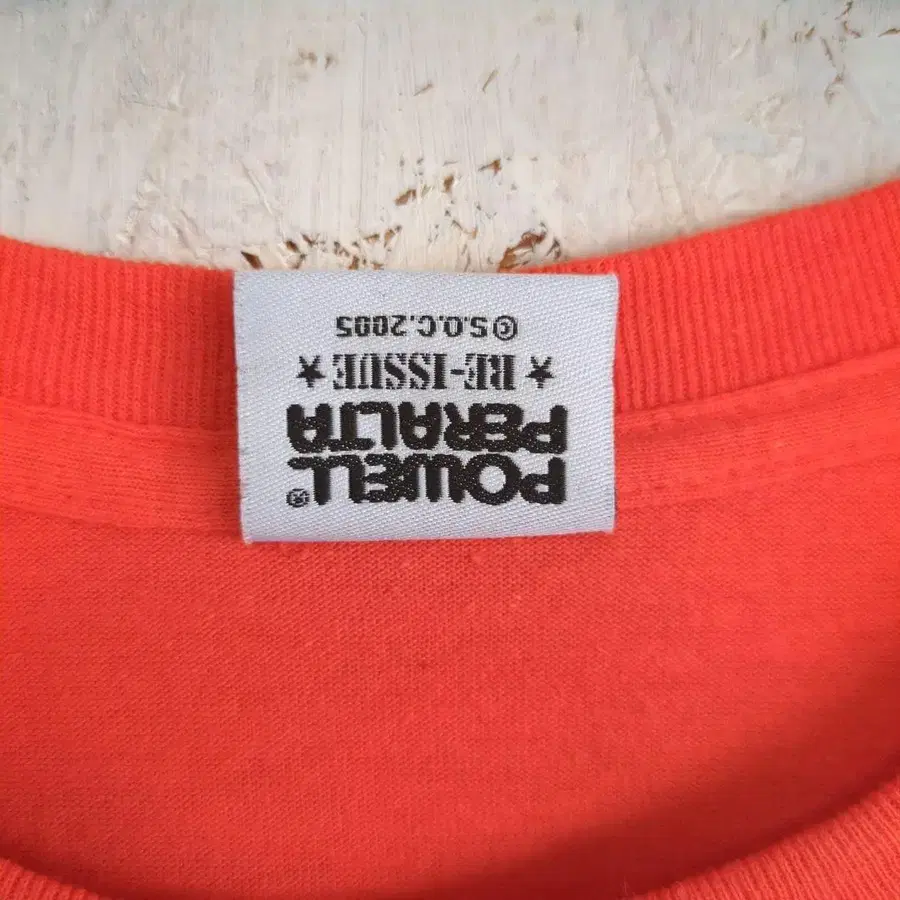 POWELL®
PERALTA
★ RE-ISSUE ★
©S.O.C.2005